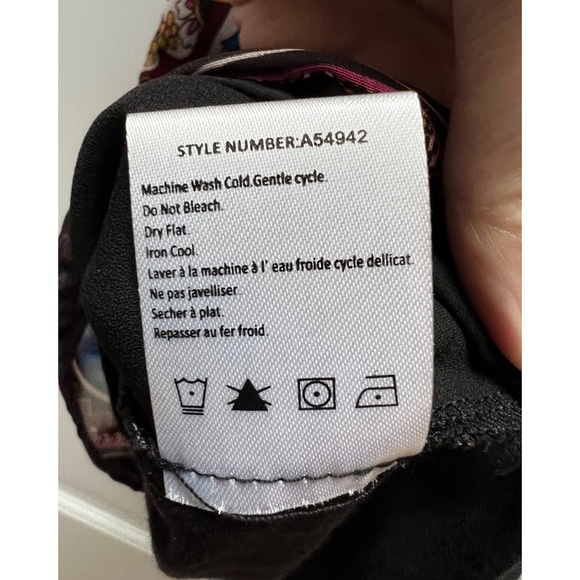 STYLE NUMBER:A54942
Machine Wash Cold.Gentle cycle.
Do Not Bleach.
Dry Flat.
Iron Cool.
Laver à la machine à l' eau froide cycle dellicat.
Ne pas javelliser.
Secher à plat.
Repasser au fer froid.